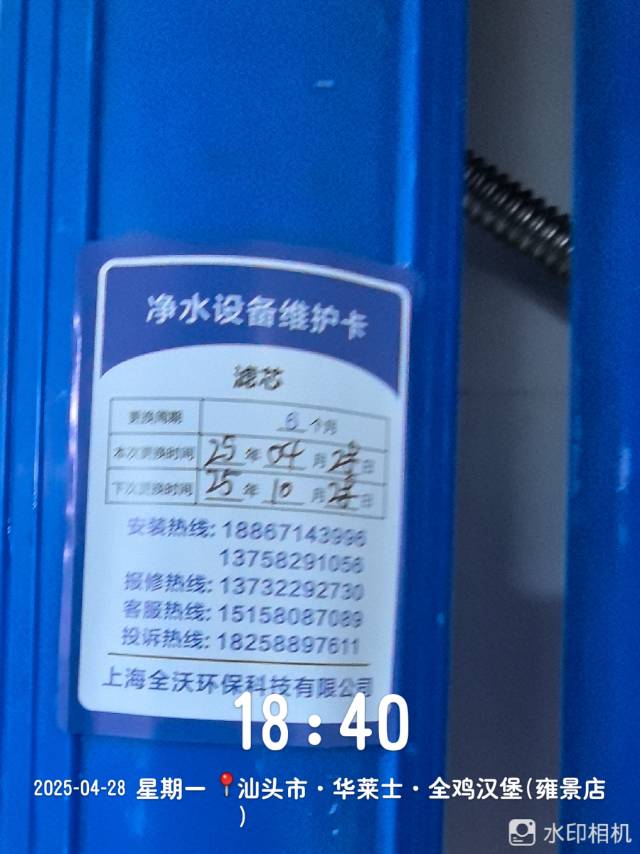 净水设备维护卡
滤芯
更换周期 6 个月
本次更换时间 25 年 04 月 28 日
下次更换时间 25 年 10 月 28 日
安装热线: 18867143996
13758291056
报修热线: 13732292730
客服热线: 15158087089
投诉热线: 18258897611
上海全沃环保科技有限公司
18:40
2025-04-28 星期一 汕头市·华莱士·全鸡汉堡(雍景店
)
水印相机